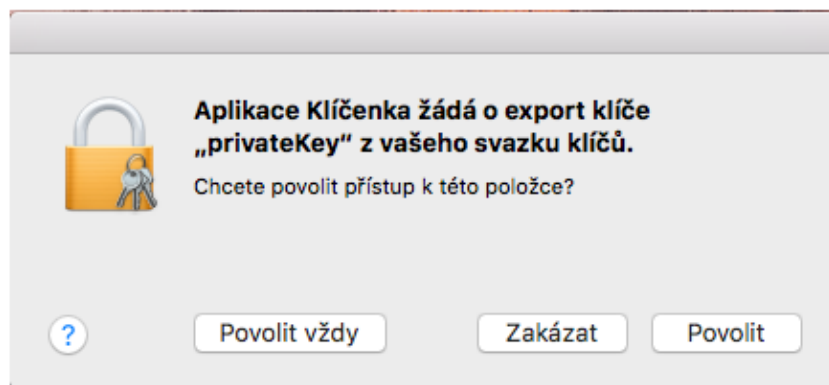 Aplikace Klíčenka žádá o export klíče
„privateKey“ z vašeho svazku klíčů.
Chcete povolit přístup k této položce?
?
Povolit vždy
Zakázat
Povolit